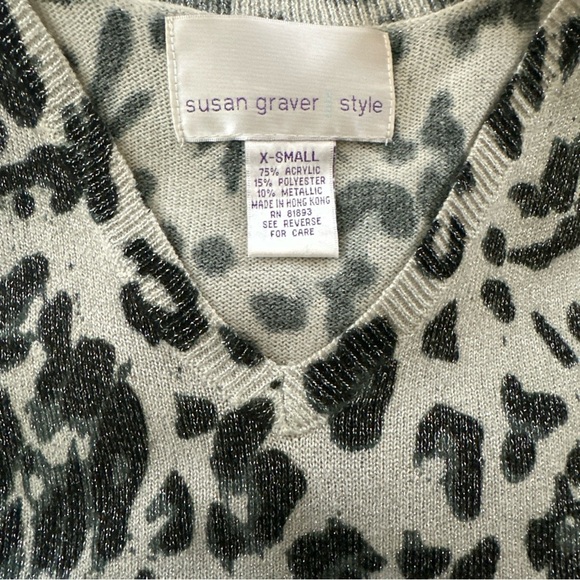 susan graver style
X-SMALL
75% ACRYLIC
15% POLYESTER
10% METALLIC
MADE IN HONG KONG
RN 81893
SEE REVERSE
FOR CARE